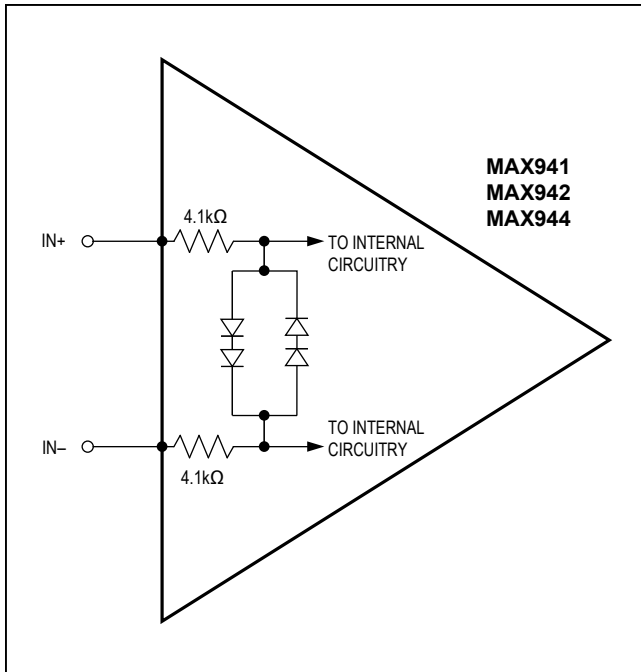 MAX941
MAX942
MAX944
4.1kΩ
IN+
TO INTERNAL
CIRCUITRY
TO INTERNAL
CIRCUITRY
IN–
4.1kΩ